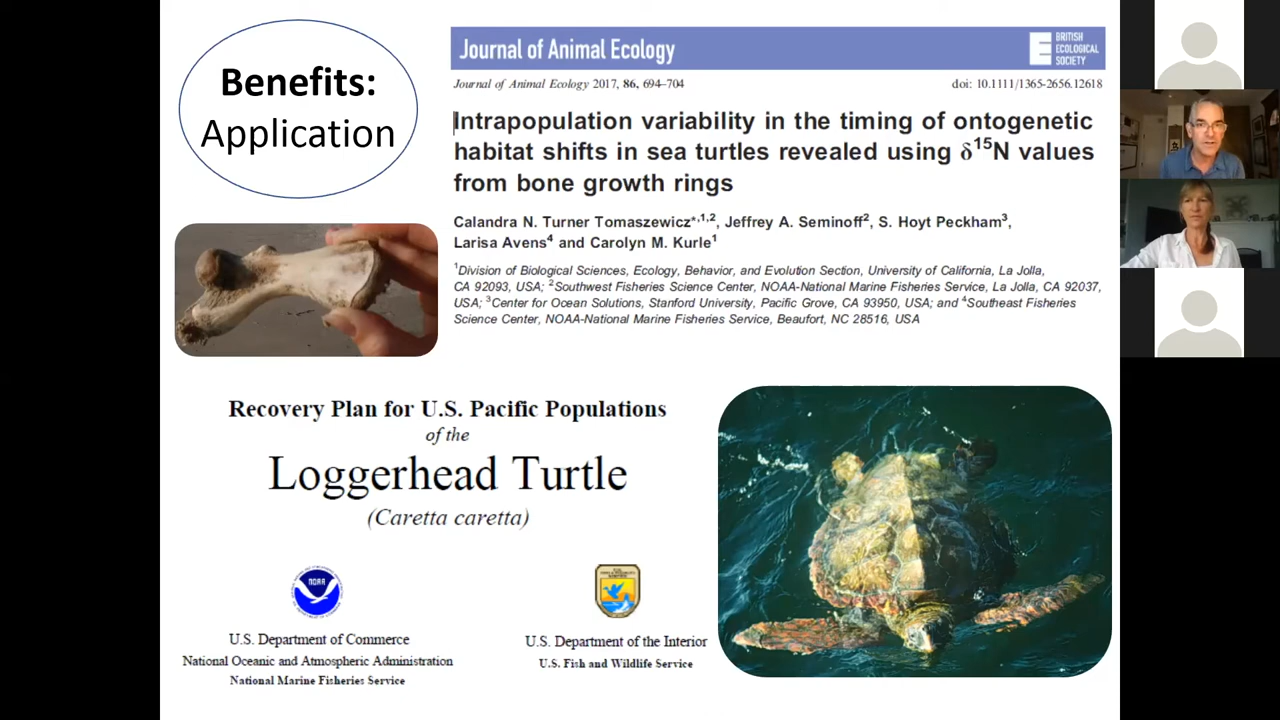 Benefits:
Application
Journal of Animal Ecology
BRITISH
ECOLOGICAL
SOCIETY
Journal of Animal Ecology 2017, 86, 694–704
doi: 10.1111/1365-2656.12618
Intrapopulation variability in the timing of ontogenetic
habitat shifts in sea turtles revealed using δ¹⁵N values
from bone growth rings
Calandra N. Turner Tomaszewicz*,¹,², Jeffrey A. Seminoff², S. Hoyt Peckham³,
Larisa Avens⁴ and Carolyn M. Kurle¹
¹Division of Biological Sciences, Ecology, Behavior, and Evolution Section, University of California, La Jolla,
CA 92093, USA; ²Southwest Fisheries Science Center, NOAA-National Marine Fisheries Service, La Jolla, CA 92037,
USA; ³Center for Ocean Solutions, Stanford University, Pacific Grove, CA 93950, USA; and ⁴Southeast Fisheries
Science Center, NOAA-National Marine Fisheries Service, Beaufort, NC 28516, USA
Recovery Plan for U.S. Pacific Populations
of the
Loggerhead Turtle
(Caretta caretta)
NOAA
U.S. Department of Commerce
National Oceanic and Atmospheric Administration
National Marine Fisheries Service
U.S. Department of the Interior
U.S. Fish and Wildlife Service